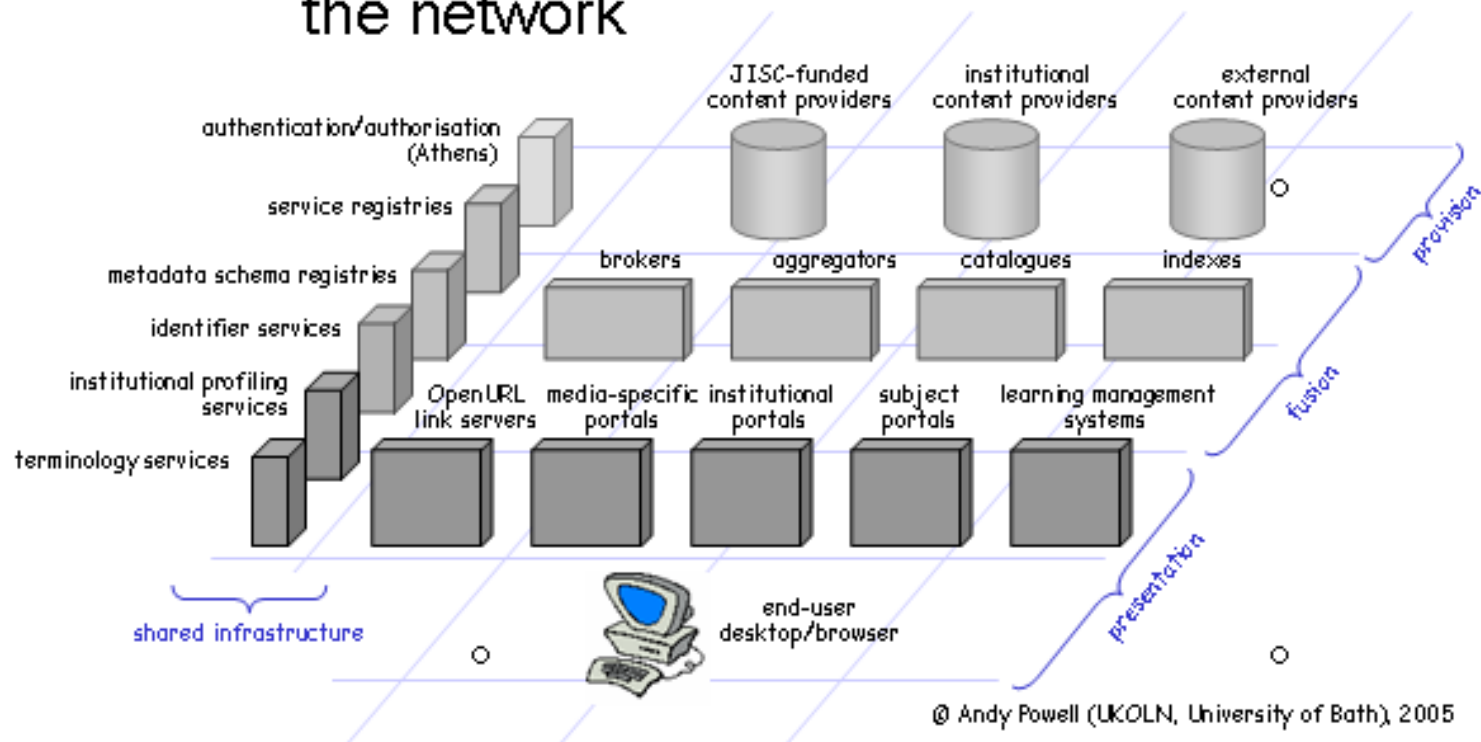 the network
JISC-funded
content providers
institutional
content providers
external
content providers
authentication/authorisation
(Athens)
service registries
provision
brokers
aggregators
catalogues
indexes
metadata schema registries
identifier services
institutional profiling
services
fusion
OpenURL
link servers
media-specific
portals
institutional
portals
subject
portals
learning management
systems
terminology services
presentation
end-user
desktop/browser
shared infrastructure
@ Andy Powell (UKOLN, University of Bath), 2005